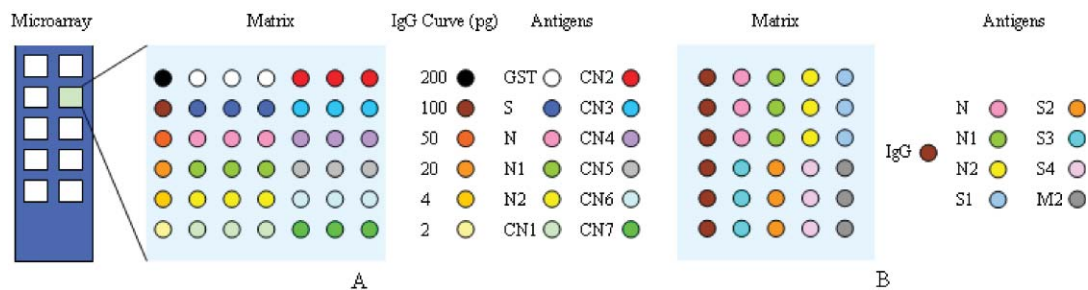 Microarray Matrix IgG Curve (pg) Antigens Matrix Antigens
200 GST CN2
100 S CN3
50 N CN4
20 N1 CN5
4 N2 CN6
2 CN1 CN7
A
IgG
N S2
N1 S3
N2 S4
S1 M2
B